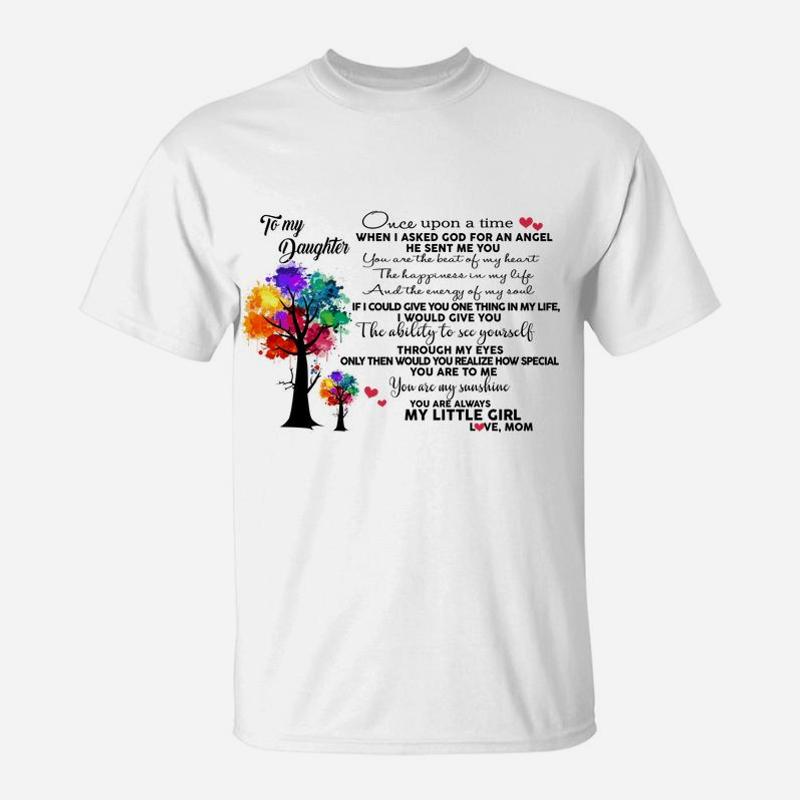 To my
Daughter
Once upon a time
WHEN I ASKED GOD FOR AN ANGEL
HE SENT ME YOU
You are the beat of my heart
The happiness in my life
And the energy of my soul
IF I COULD GIVE YOU ONE THING IN MY LIFE,
I WOULD GIVE YOU
The ability to see yourself
THROUGH MY EYES
ONLY THEN WOULD YOU REALIZE HOW SPECIAL
YOU ARE TO ME
You are my sunshine
YOU ARE ALWAYS
MY LITTLE GIRL
LOVE, MOM